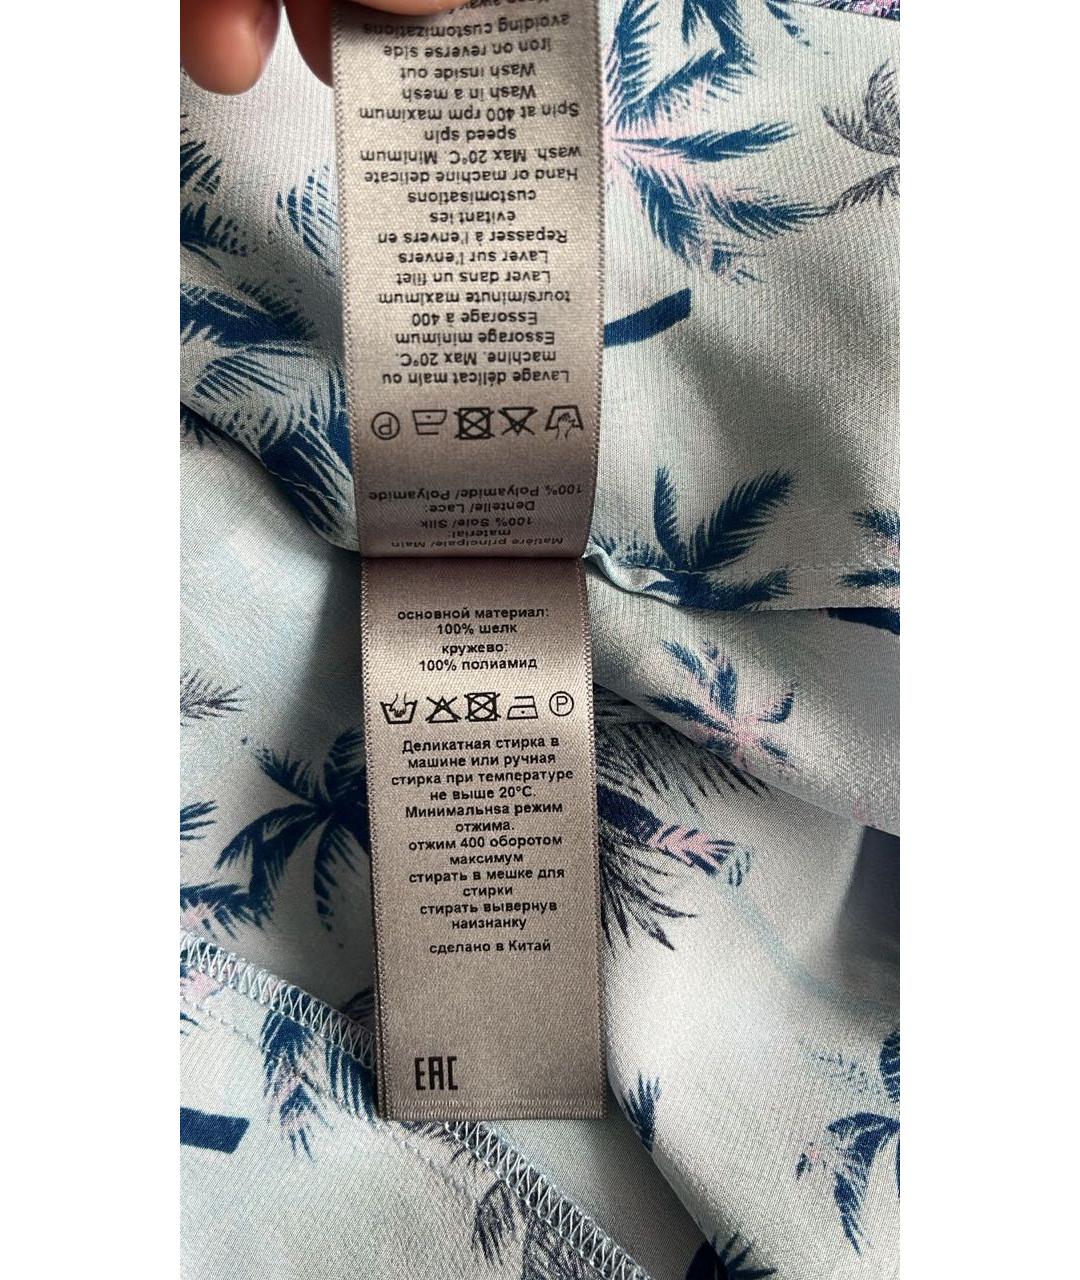 Matière principale/ Main
material:
100% Soie/ Silk
Dentelle/ Lace:
100% Polyamide/ Polyamide
P
Lavage délicat main ou
machine. Max 20°C.
Essorage minimum
Essorage à 400
tours/minute maximum
Laver dans un filet
Laver sur l'envers
Repasser à l'envers en
évitant les
customisations
Hand or machine delicate
wash. Max 20°C. Minimum
speed spin
Spin at 400 rpm maximum
Wash in a mesh
Wash inside out
iron on reverse side
avoiding customizations
основной материал:
100% шелк
кружево:
100% полиамид
P
Деликатная стирка в
машине или ручная
стирка при температуре
не выше 20°С.
Минимальнsа режим
отжима.
отжим 400 оборотом
максимум
стирать в мешке для
стирки
стирать вывернув
наизнанку
сделано в Китай
EAC